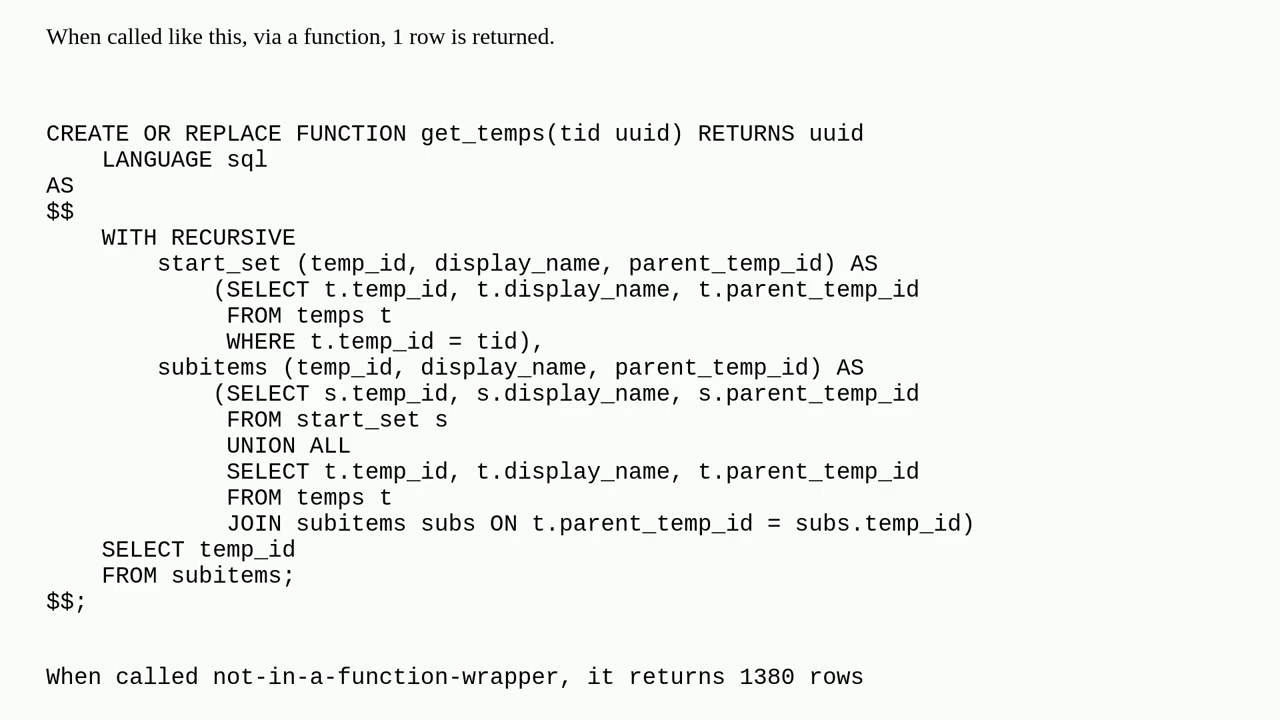 When called like this, via a function, 1 row is returned.
CREATE OR REPLACE FUNCTION get_temps(tid uuid) RETURNS uuid
    LANGUAGE sql
AS
$$
    WITH RECURSIVE
        start_set (temp_id, display_name, parent_temp_id) AS
            (SELECT t.temp_id, t.display_name, t.parent_temp_id
             FROM temps t
             WHERE t.temp_id = tid),
        subitems (temp_id, display_name, parent_temp_id) AS
            (SELECT s.temp_id, s.display_name, s.parent_temp_id
             FROM start_set s
             UNION ALL
             SELECT t.temp_id, t.display_name, t.parent_temp_id
             FROM temps t
             JOIN subitems subs ON t.parent_temp_id = subs.temp_id)
    SELECT temp_id
    FROM subitems;
$$;
When called not-in-a-function-wrapper, it returns 1380 rows